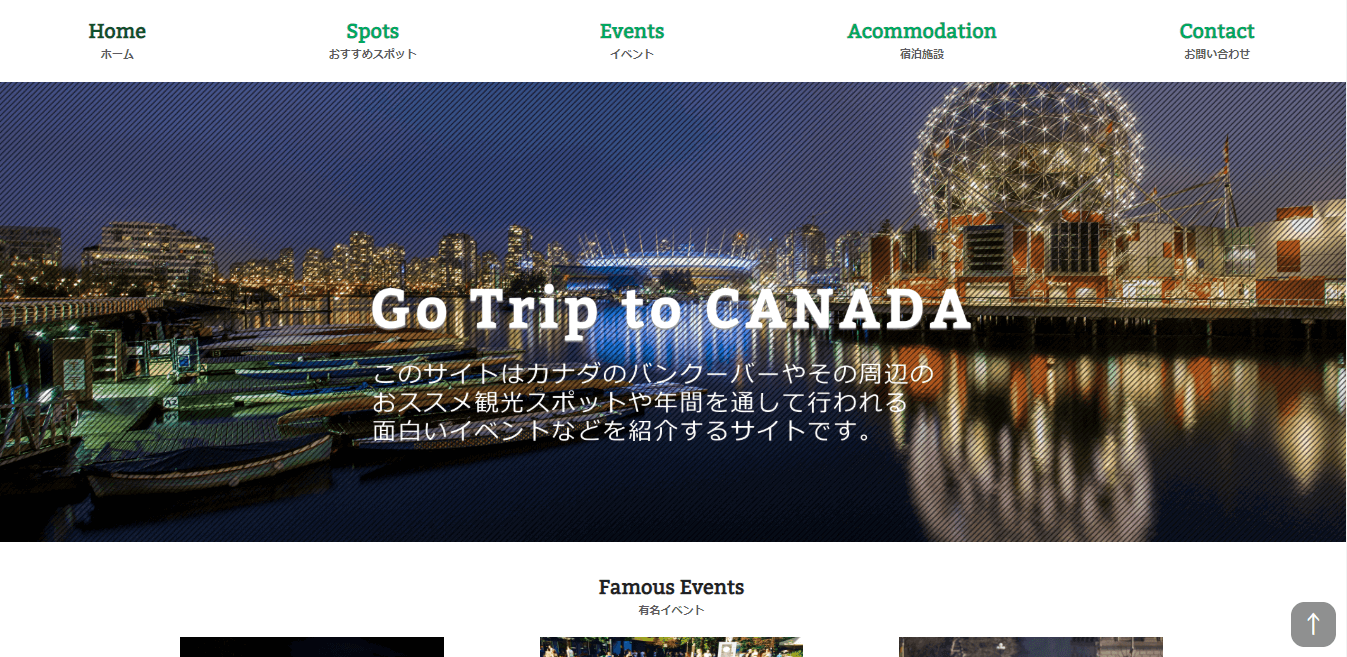 Home
Spots
Events
Acommodation
Contact
ホーム
おすすめスポット
イベント
宿泊施設
お問い合わせ
Go Trip to CANADA
このサイトはカナダのバンクーバーやその周辺の
おススメ観光スポットや年間を通して行われる
面白いイベントなどを紹介するサイトです。
Famous Events
有名イベント